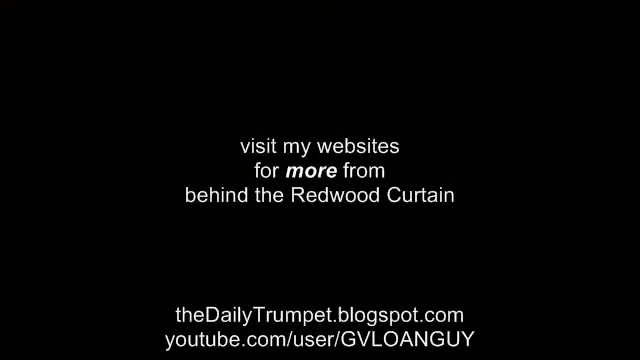 visit my websites
for more from
behind the Redwood Curtain
theDailyTrumpet.blogspot.com
youtube.com/user/GVLOANGUY